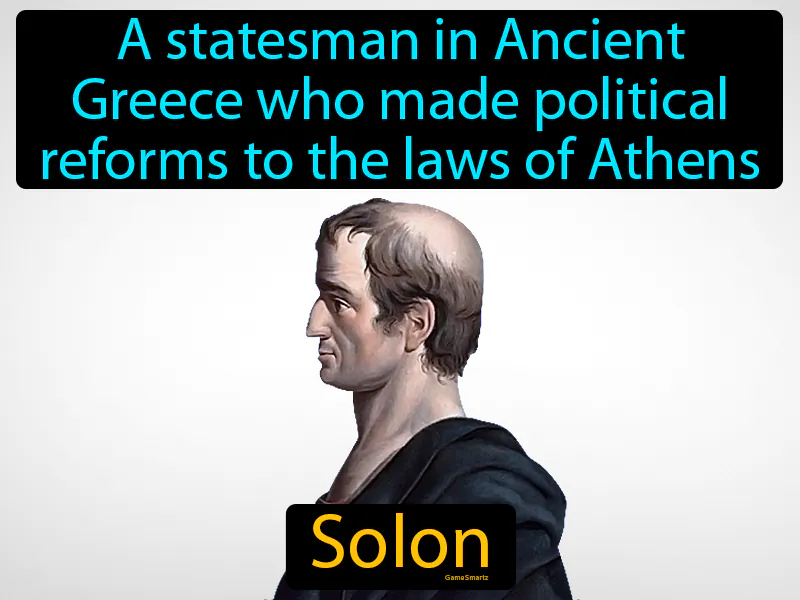 A statesman in Ancient
Greece who made political
reforms to the laws of Athens
Solon
GameSmartz